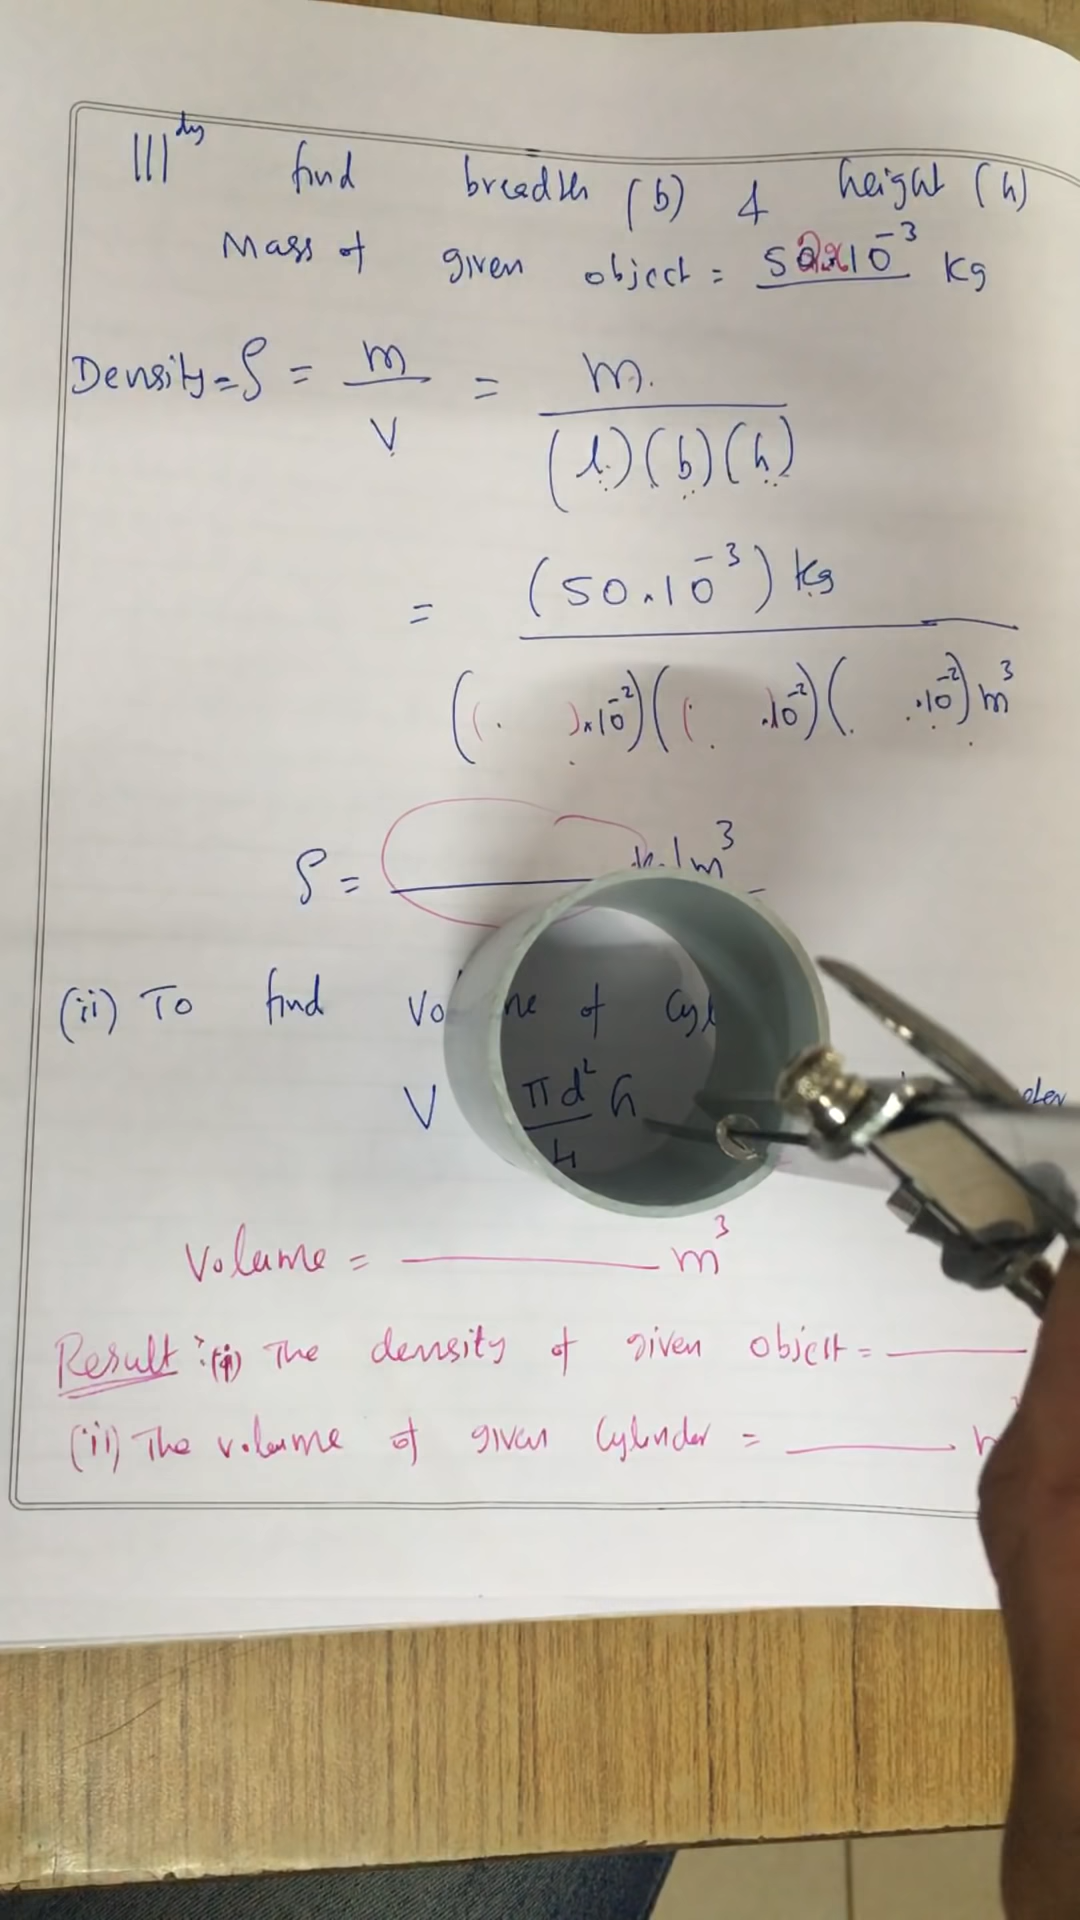 IIIly find breadth (b) & height (h)
Mass of given object = 50×10⁻³ Kg
Density = ρ = m/V = m/(l)(b)(h)
= (50×10⁻³) kg / (( )×10⁻²)(( ×10⁻²)( ×10⁻²) m³
ρ = /m³
(ii) To find of
V πd²/4 h
Volume = m³
Result :(i) The density of given object =
(ii) The volume of given Cylinder =